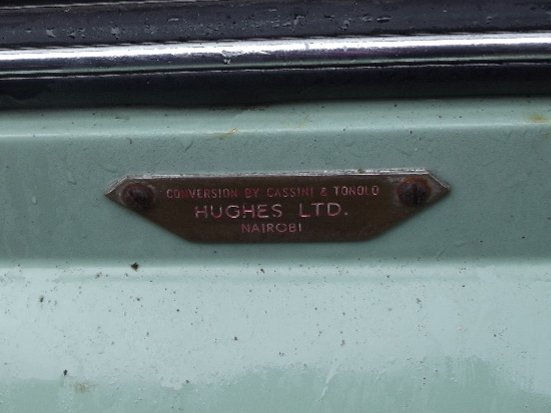 CONVERSION BY CASSINI & TONOLO
HUGHES LTD.
NAIROBI